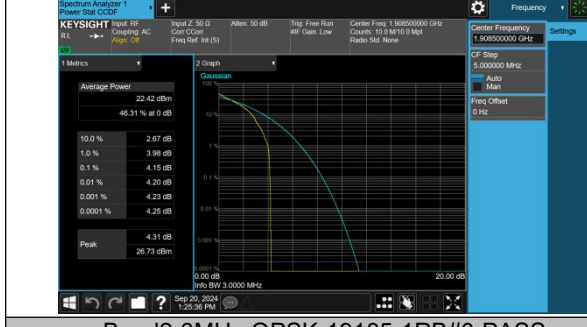 Spectrum Analyzer 1
Power Stat CCDF
Frequency
KEYSIGHT
RL
Input: RF
Coupling: AC
Align: Off
Input Z: 50 Ω
Corr CCorr
Freq Ref: Int (S)
Atten: 50 dB
Trig: Free Run
#IF Gain: Low
Center Freq: 1.908500000 GHz
Counts: 10.0 M/10.0 Mpt
Radio Std: None
Center Frequency
1.908500000 GHz
Settings
CF Step
5.000000 MHz
Auto
Man
Freq Offset
0 Hz
1 Metrics
2 Graph
Gaussian
Average Power
22.42 dBm
46.31 % at 0 dB
10.0 % 2.67 dB
1.0 % 3.98 dB
0.1 % 4.15 dB
0.01 % 4.20 dB
0.001 % 4.23 dB
0.0001 % 4.25 dB
Peak
4.31 dB
26.73 dBm
100 %
10 %
1 %
0.1 %
0.01 %
0.001 %
0.0001 %
0.00 dB
20.00 dB
Info BW 3.0000 MHz
Sep 20, 2024
1:25:36 PM